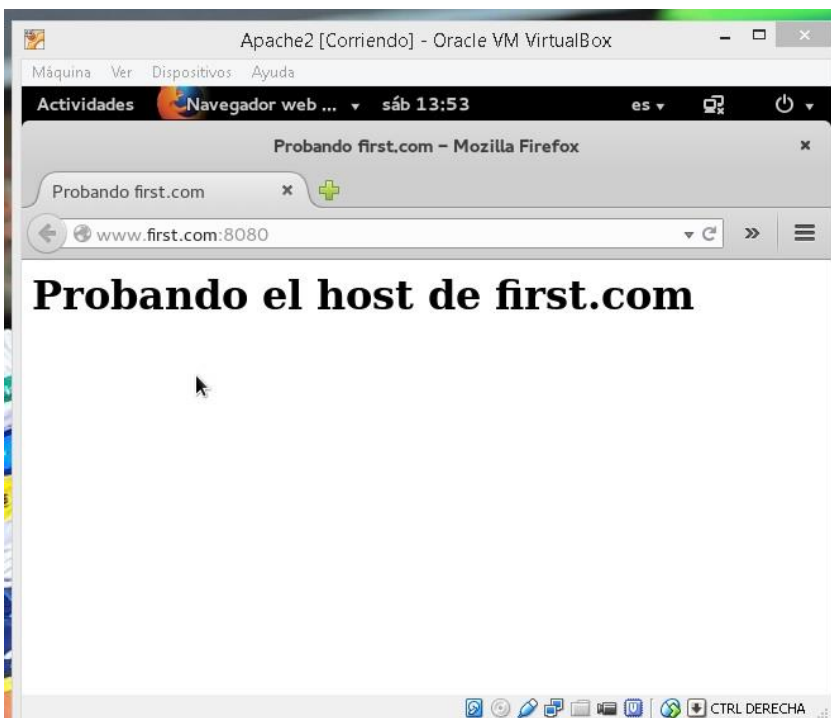 Apache2 [Corriendo] - Oracle VM VirtualBox
Máquina Ver Dispositivos Ayuda
Actividades Navegador web ... sáb 13:53 es
Probando first.com - Mozilla Firefox
Probando first.com
www.first.com:8080
Probando el host de first.com
CTRL DERECHA